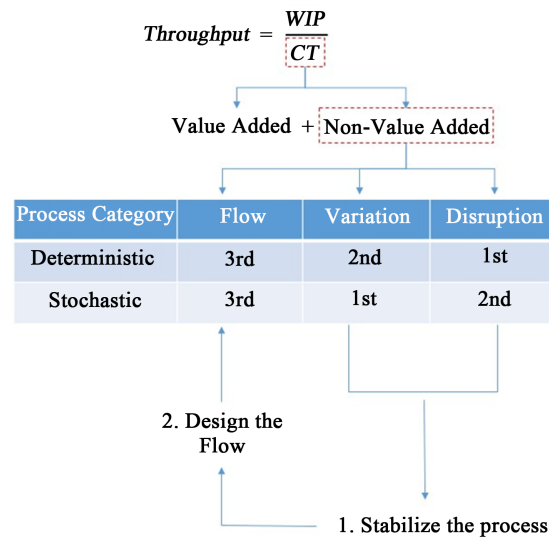 Throughput = WIP / CT
Value Added + Non-Value Added
Process Category Flow Variation Disruption
Deterministic 3rd 2nd 1st
Stochastic 3rd 1st 2nd
2. Design the
Flow
1. Stabilize the process